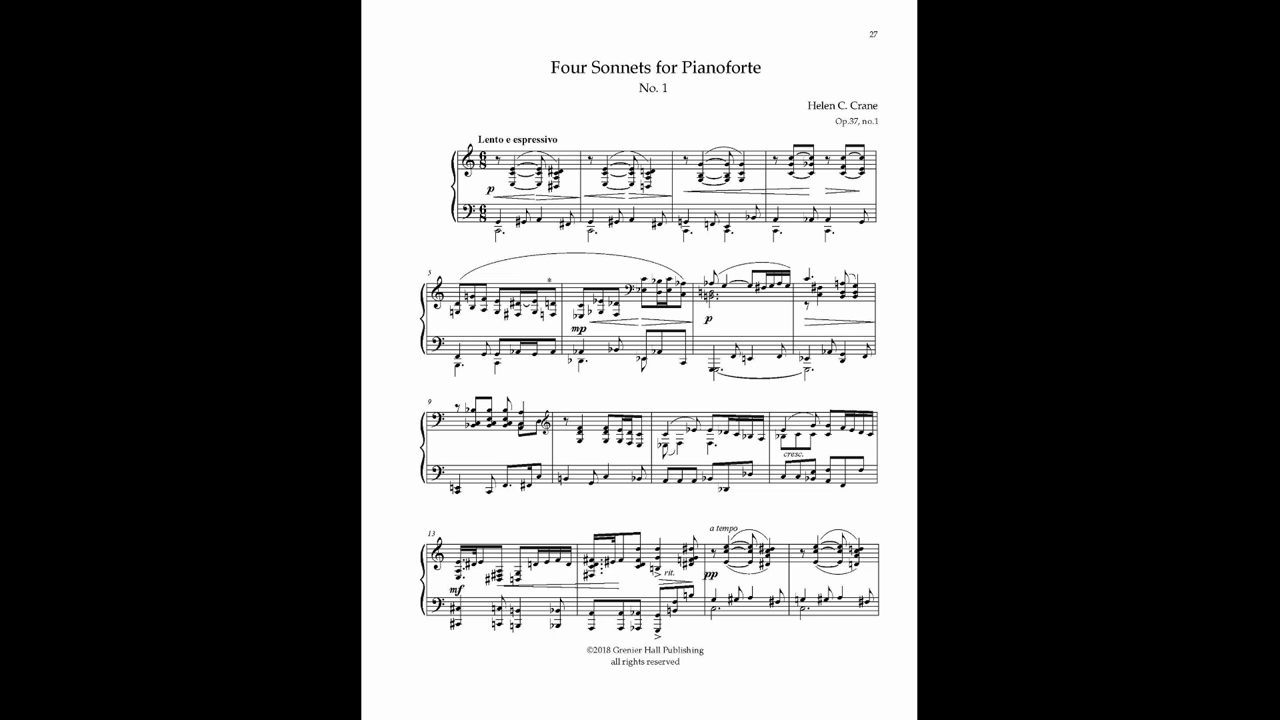 27
Four Sonnets for Pianoforte
No. 1
Helen C. Crane
Op.37, no.1
Lento e espressivo
p
5
*
mp
p
9
cresc.
13
a tempo
mf
rit.
pp
©2018 Grenier Hall Publishing
all rights reserved